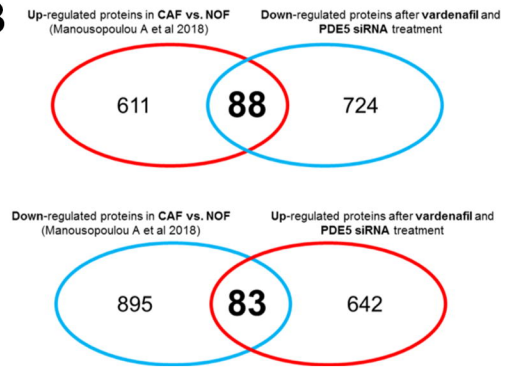 B
Up-regulated proteins in CAF vs. NOF
(Manousopoulou A et al 2018)
Down-regulated proteins after vardenafil and
PDE5 siRNA treatment
611
88
724
Down-regulated proteins in CAF vs. NOF
(Manousopoulou A et al 2018)
Up-regulated proteins after vardenafil and
PDE5 siRNA treatment
895
83
642